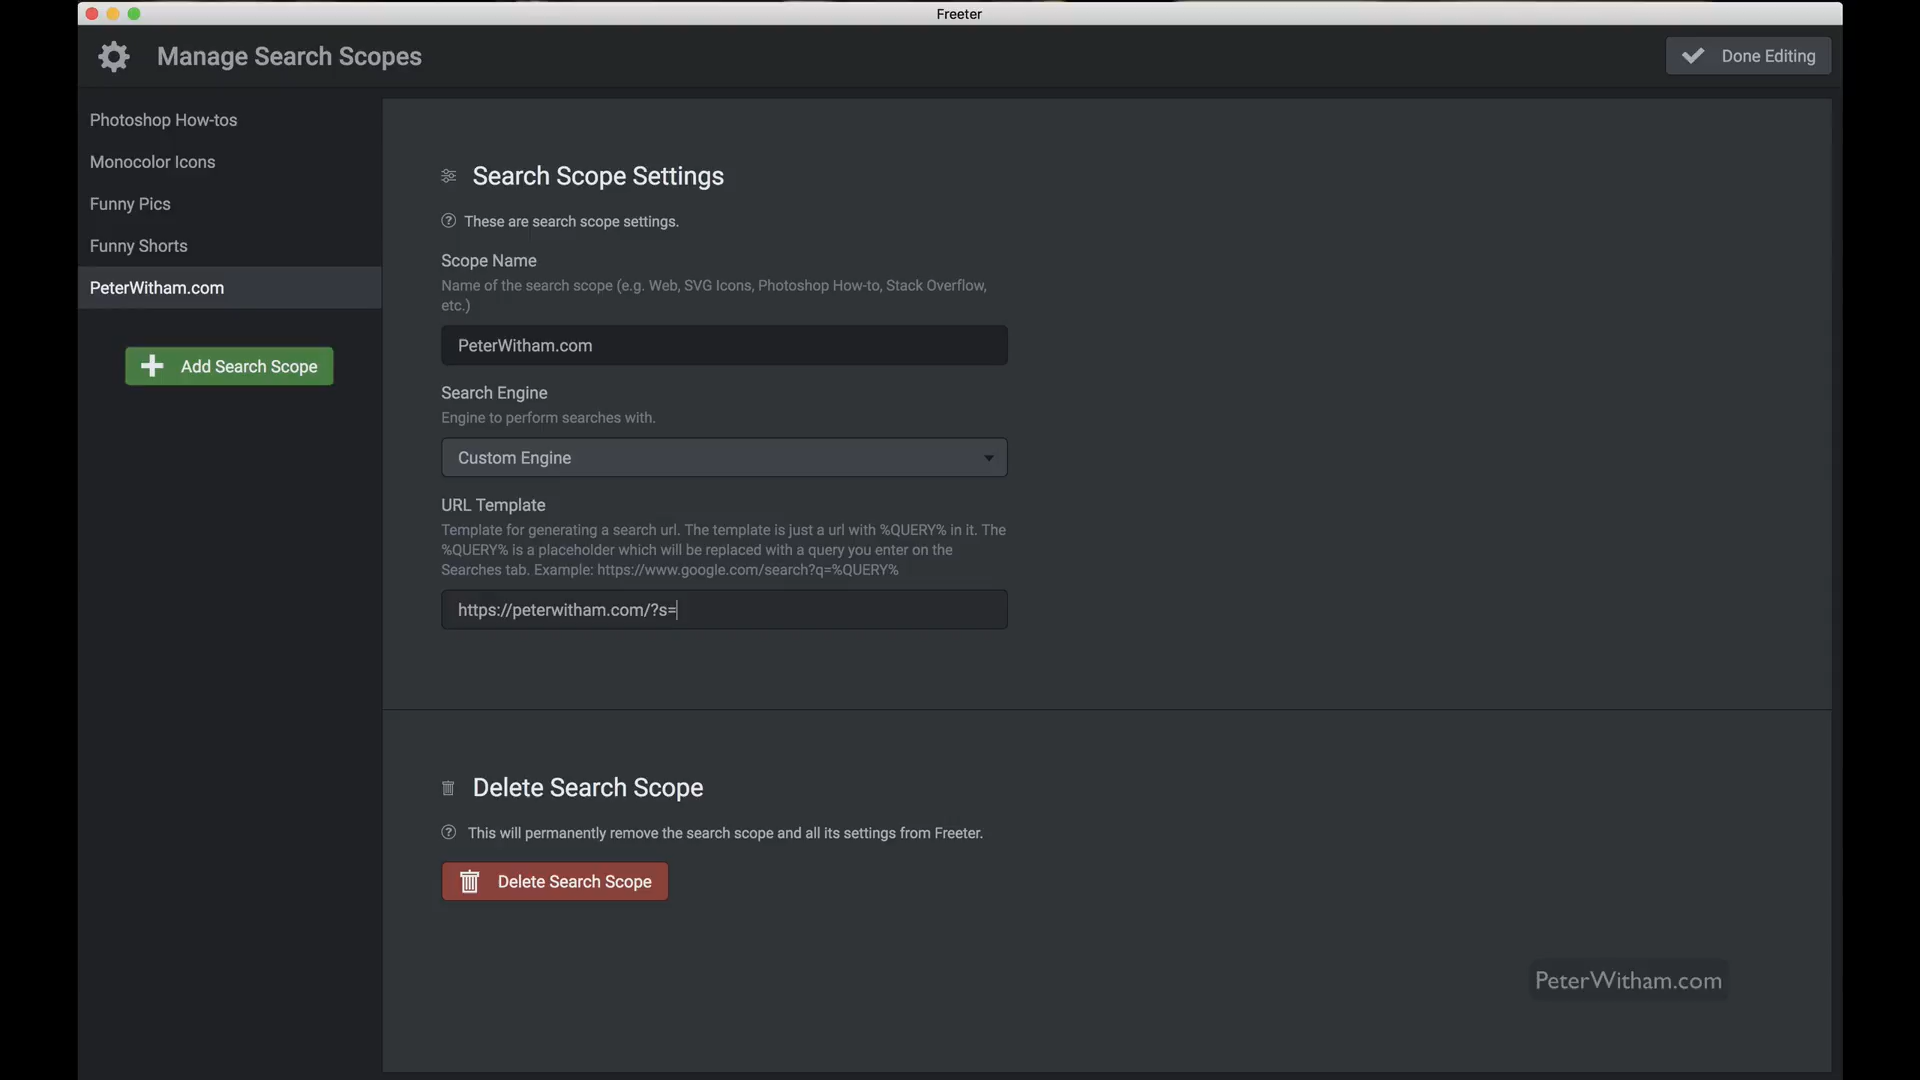 Freeter
Manage Search Scopes
Done Editing
Photoshop How-tos
Monocolor Icons
Funny Pics
Funny Shorts
PeterWitham.com
Add Search Scope
Search Scope Settings
These are search scope settings.
Scope Name
Name of the search scope (e.g. Web, SVG Icons, Photoshop How-to, Stack Overflow,
etc.)
PeterWitham.com
Search Engine
Engine to perform searches with.
Custom Engine
URL Template
Template for generating a search url. The template is just a url with %QUERY% in it. The
%QUERY% is a placeholder which will be replaced with a query you enter on the
Searches tab. Example: https://www.google.com/search?q=%QUERY%
https://peterwitham.com/?s=
Delete Search Scope
This will permanently remove the search scope and all its settings from Freeter.
Delete Search Scope
PeterWitham.com